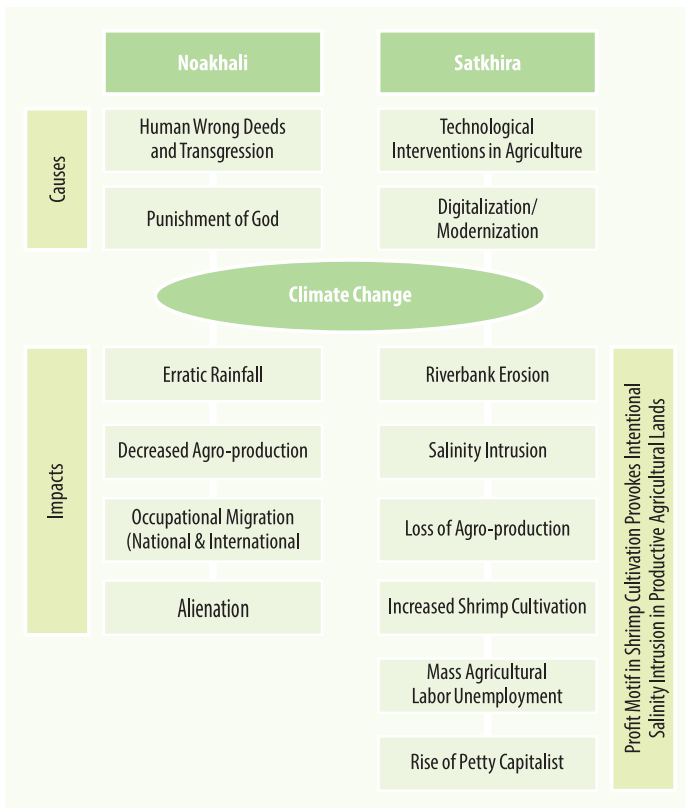 Noakhali
Satkhira
Causes
Human Wrong Deeds
and Transgression
Technological
Interventions in Agriculture
Punishment of God
Digitalization/
Modernization
Climate Change
Impacts
Erratic Rainfall
Riverbank Erosion
Decreased Agro-production
Salinity Intrusion
Occupational Migration
(National & International
Loss of Agro-production
Alienation
Increased Shrimp Cultivation
Mass Agricultural
Labor Unemployment
Rise of Petty Capitalist
Profit Motif in Shrimp Cultivation Provokes Intentional
Salinity Intrusion in Productive Agricultural Lands